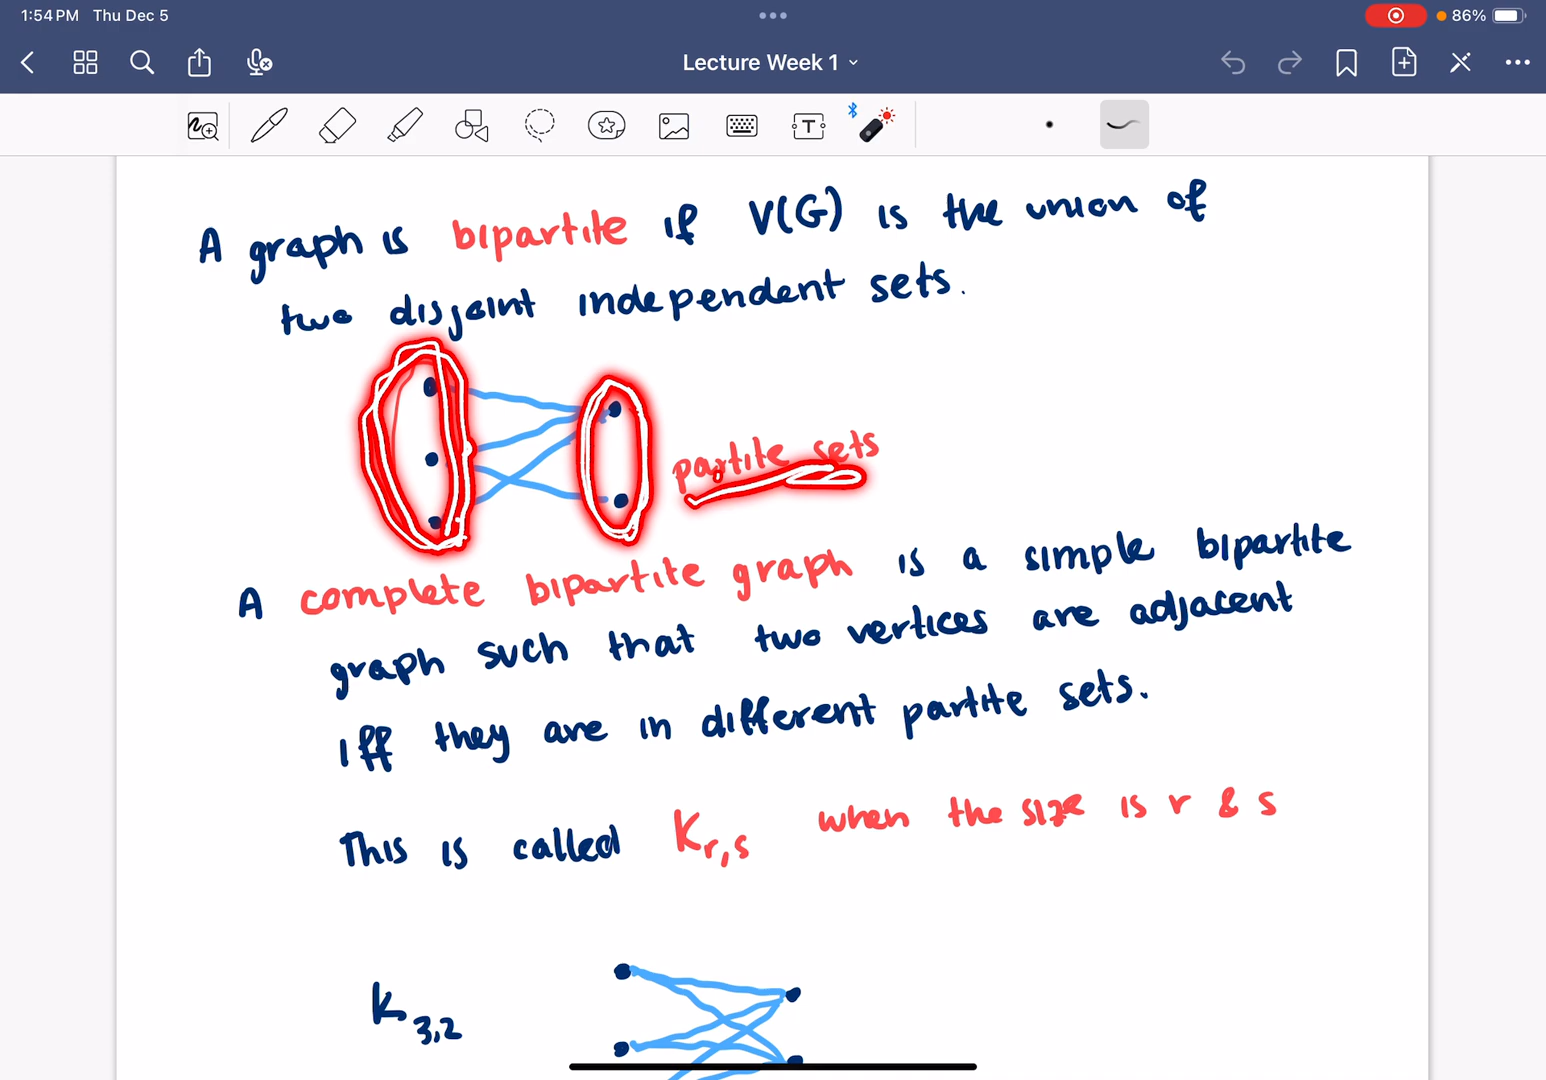 1:54 PM Thu Dec 5
86%
Lecture Week 1
T
A graph is bipartite if V(G) is the union of
two disjoint independent sets.
partite sets
A complete bipartite graph is a simple bipartite
graph such that two vertices are adjacent
iff they are in different partite sets.
This is called Kr,s when the size is r & s
K3,2